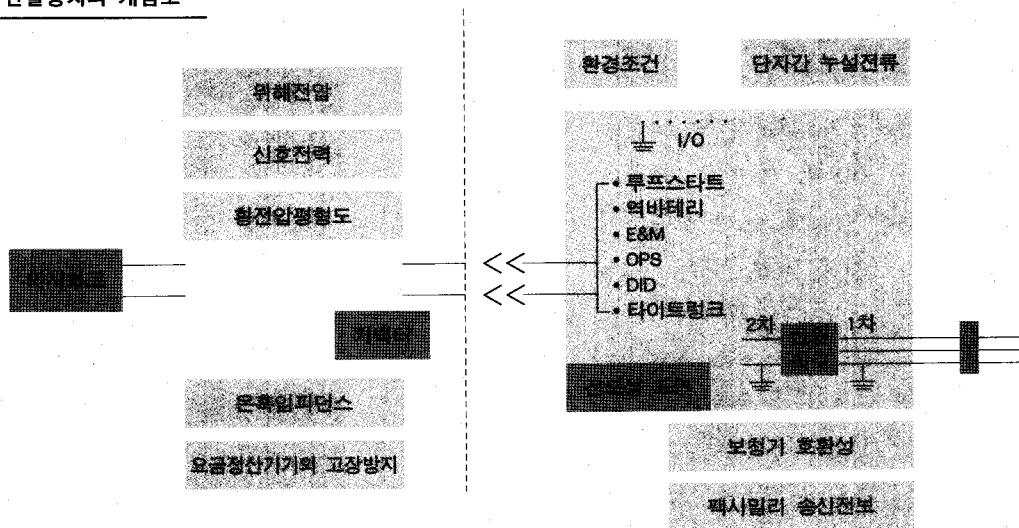 환경조건
단자간 누설전류
위해전압
신호전력
횡전압평형도
I/O
• 루프스타트
• 역바테리
• E&M
• OPS
• DID
• 타이트렁크
2차
1차
온훅임피던스
요금정산기기의 고장방지
보청기 호환성
팩시밀리 송신정보